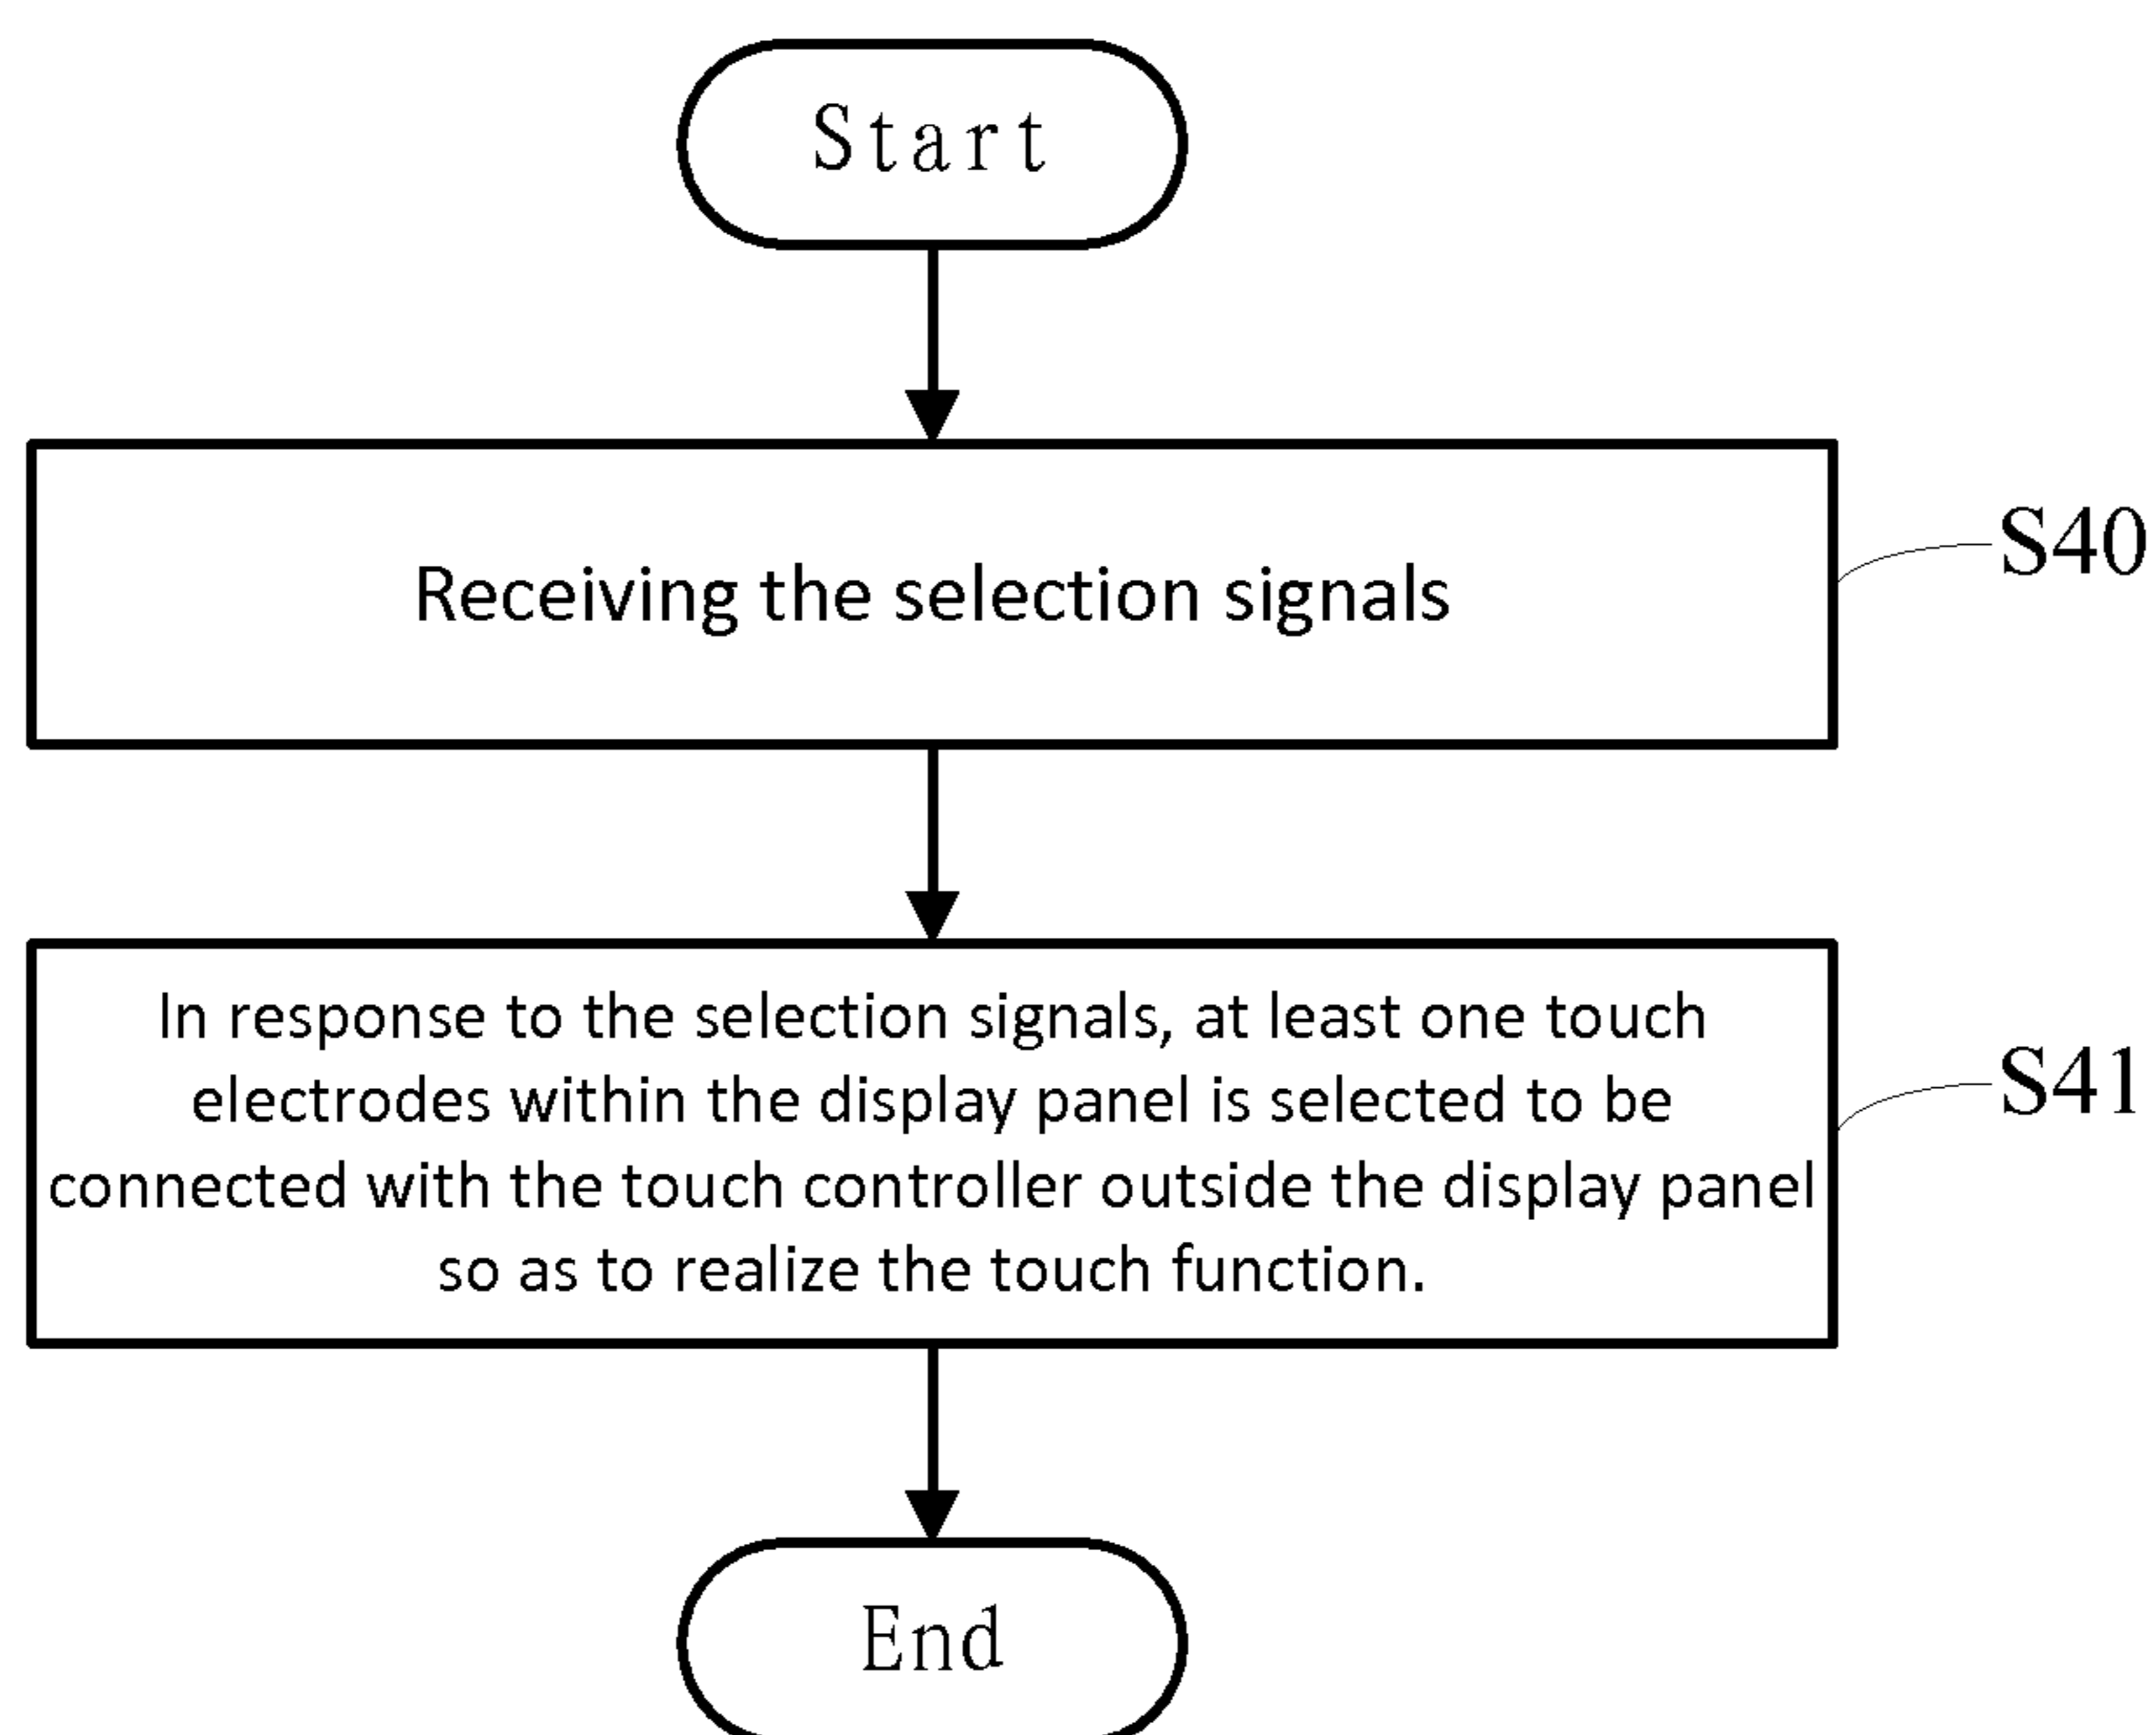 Start
Receiving the selection signals
S40
In response to the selection signals, at least one touch
electrodes within the display panel is selected to be
connected with the touch controller outside the display panel
so as to realize the touch function.
S41
End